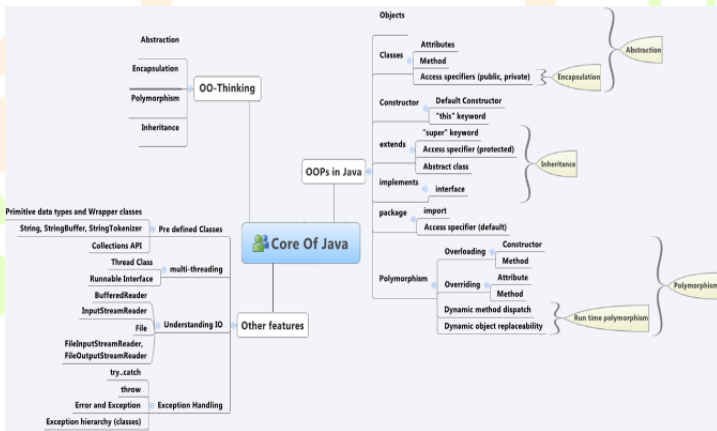 Core Of Java
OO-Thinking
Abstraction
Encapsulation
Polymorphism
Inheritance
OOPs in Java
Objects
Classes
Attributes
Method
Access specifiers (public, private)
Encapsulation
Abstraction
Constructor
Default Constructor
"this" keyword
extends
"super" keyword
Access specifier (protected)
Abstract class
implements
interface
Inheritance
package
import
Access specifier (default)
Polymorphism
Overloading
Constructor
Method
Overriding
Attribute
Method
Dynamic method dispatch
Dynamic object replaceability
Run time polymorphism
Polymorphism
Other features
Pre defined Classes
Primitive data types and Wrapper classes
String, StringBuffer, StringTokenizer
Collections API
multi-threading
Thread Class
Runnable Interface
Understanding IO
BufferedReader
InputStreamReader
File
FileInputStreamReader,
FileOutputStreamReader
Exception Handling
try..catch
throw
Error and Exception
Exception hierarchy (classes)